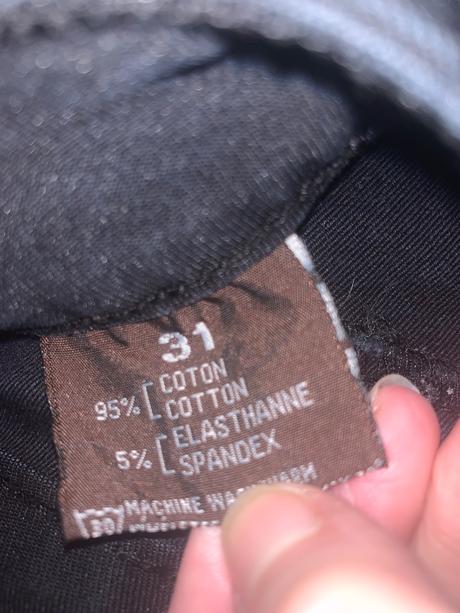 31
95% COTON
COTTON
5% ELASTHANNE
SPANDEX
30 MACHINE WASH WARM